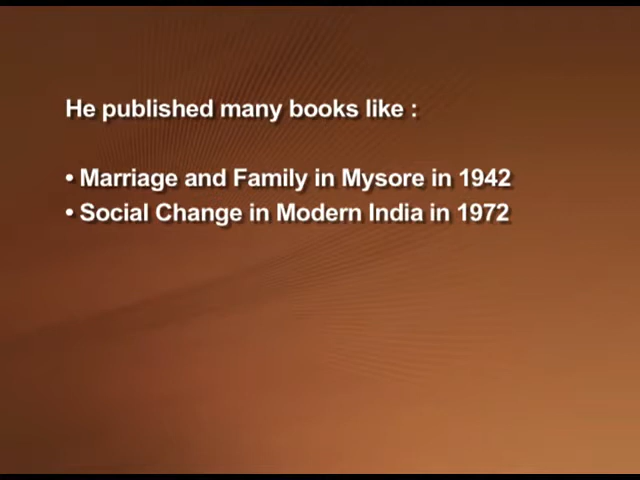 He published many books like :
• Marriage and Family in Mysore in 1942
• Social Change in Modern India in 1972